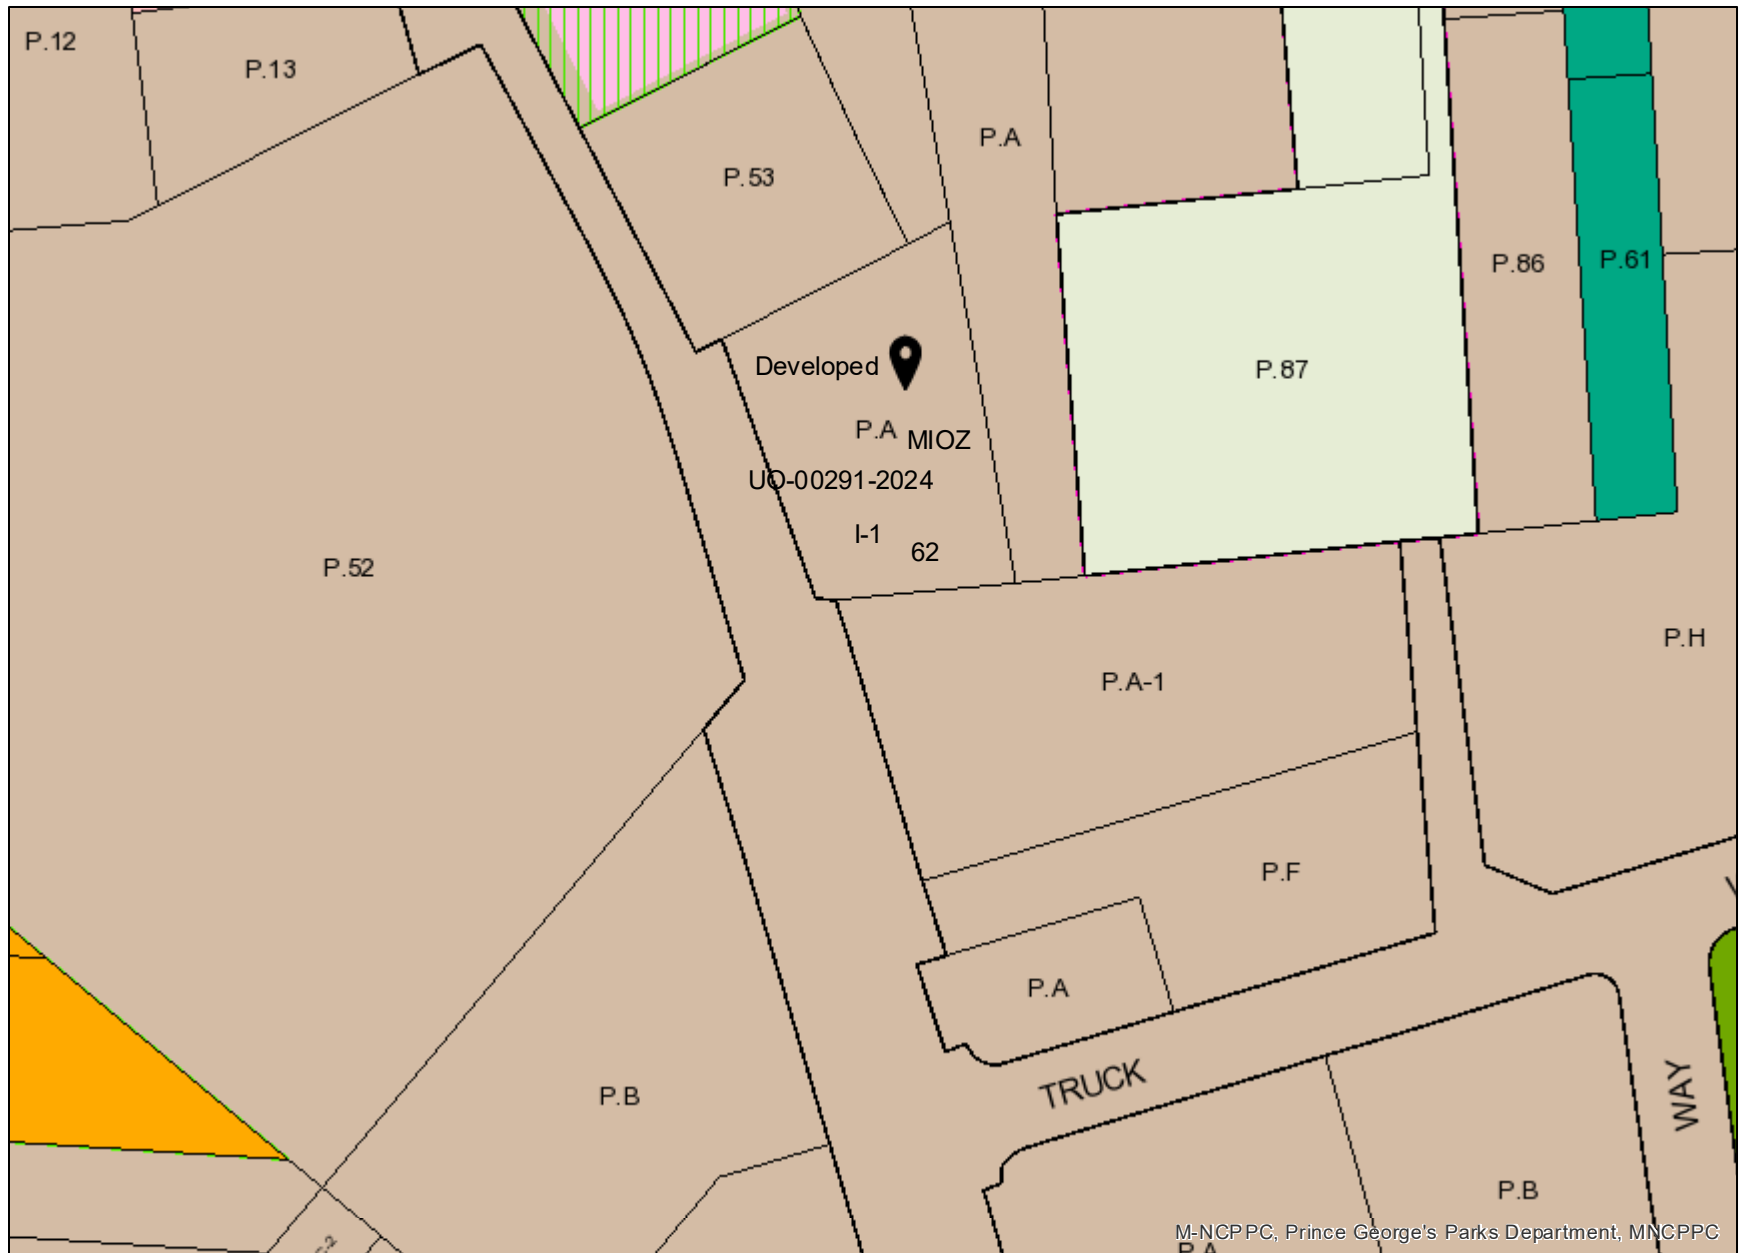 P.12
P.13
P.A
P.53
P.86
P.61
P.87
Developed
P.A
MIOZ
UO-00291-2024
I-1
62
P.52
P.H
P.A-1
P.F
P.A
TRUCK
WAY
P.B
P.B
P.A
M-NCPPC, Prince George's Parks Department, MNCPPC